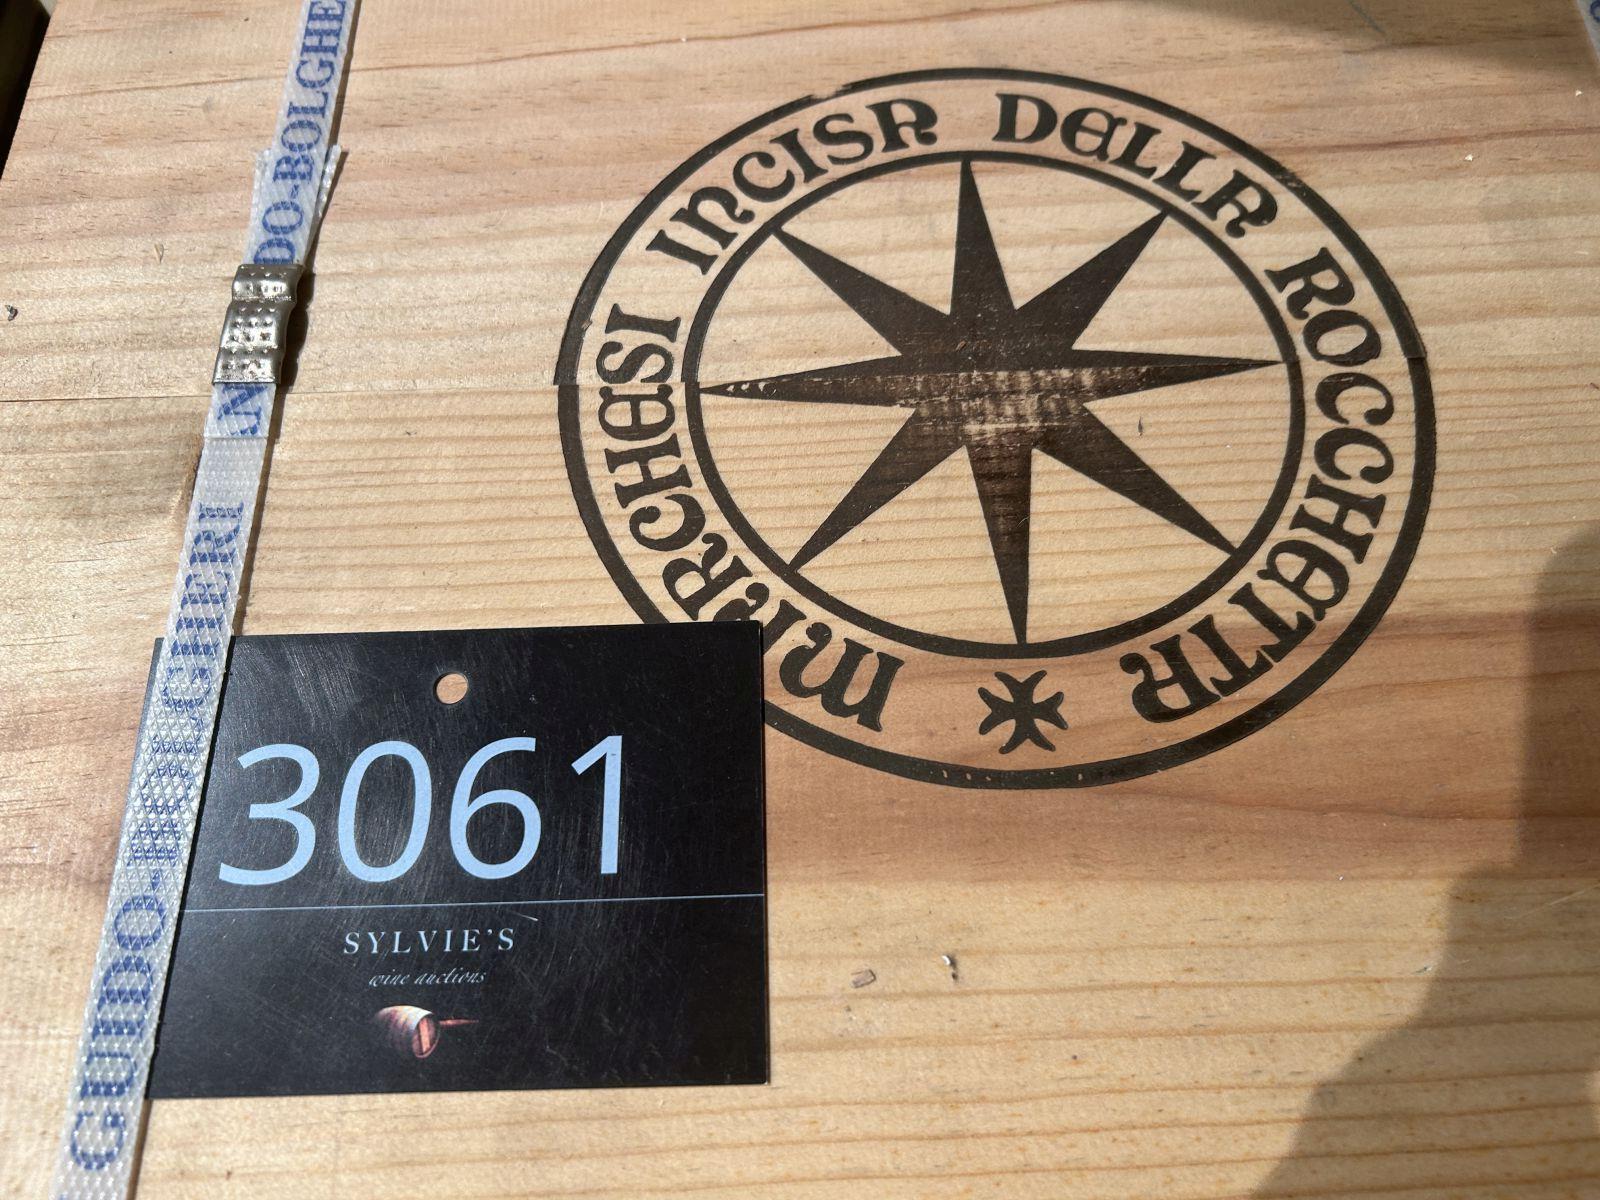 MARCHESI INCISA DELLA ROCCHETTA
GUIDO-BOLGHERI
DO-BOLGHE
3061
SYLVIE'S
wine auctions